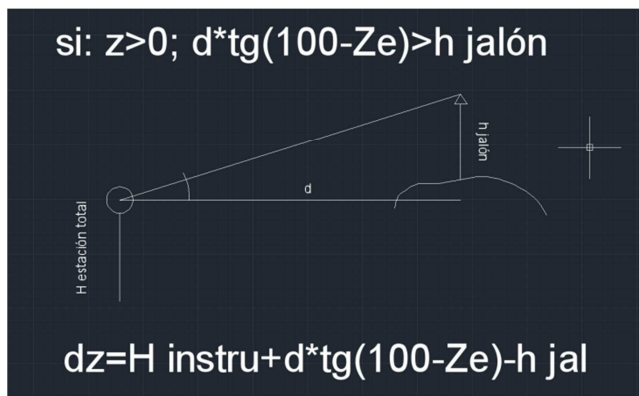 si: z>0; d*tg(100-Ze)>h jalón
h jalón
d
H estación total
dz=H instru+d*tg(100-Ze)-h jal